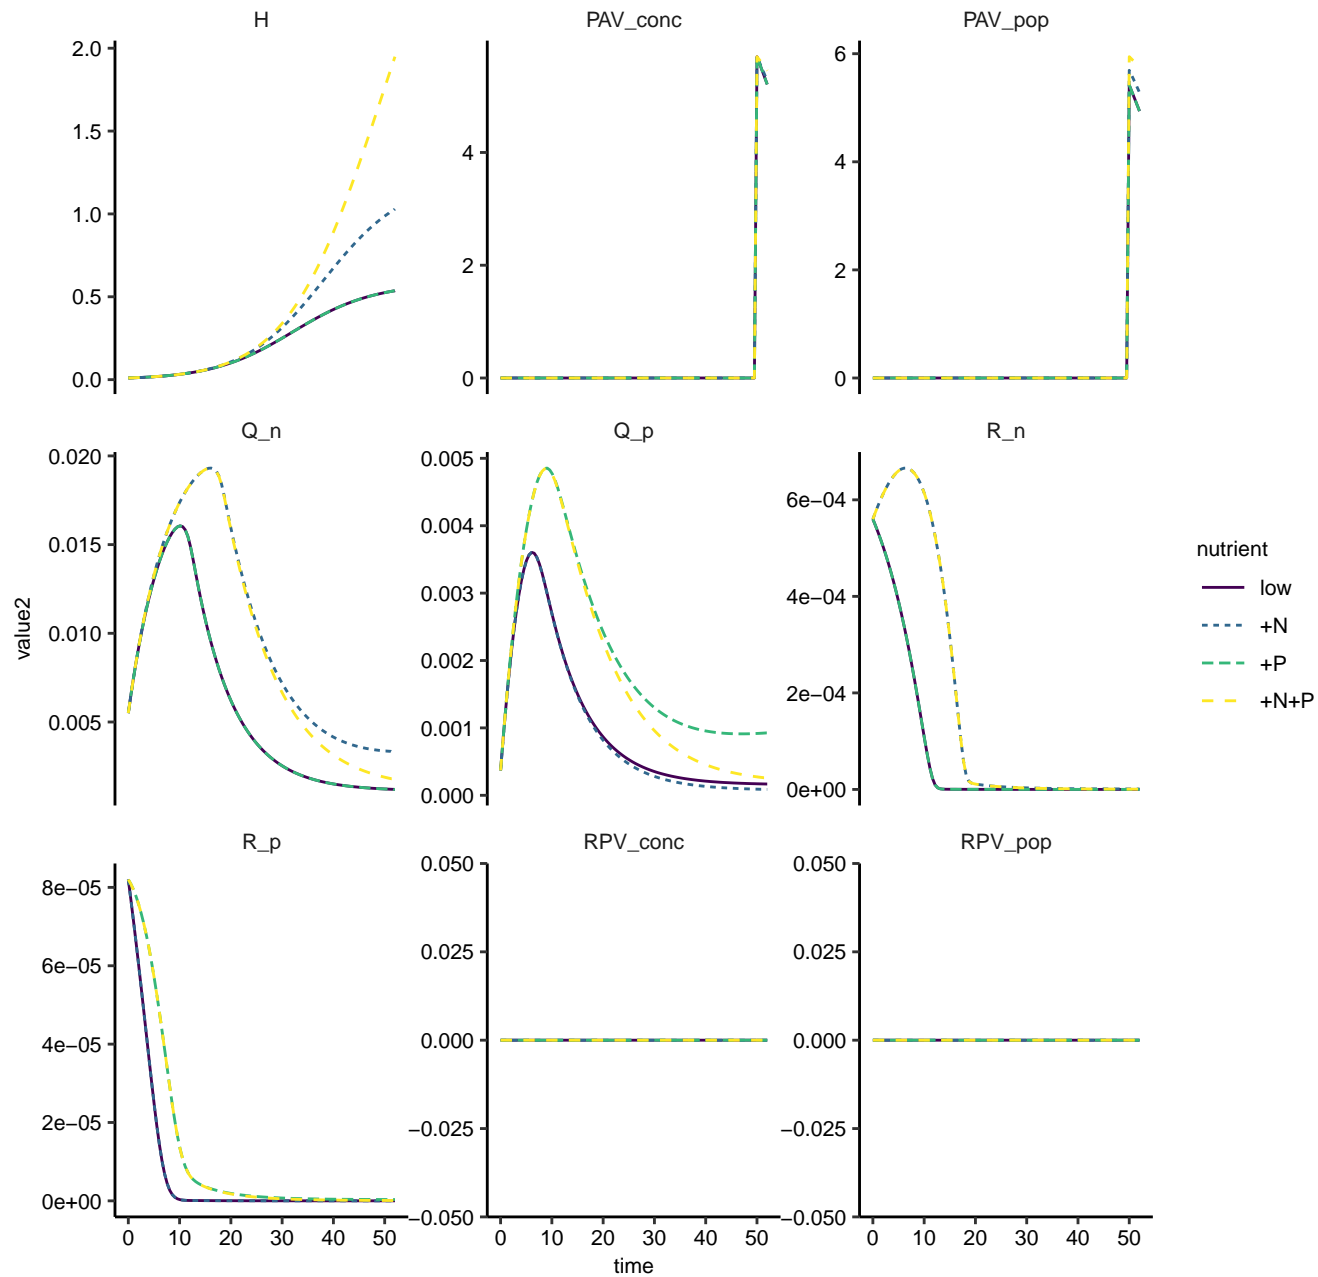 H PAV_conc PAV_pop
2.0
1.5
1.0
0.5
0.0
4
2
0
6
4
2
0
Q_n Q_p R_n
0.020
0.015
0.010
0.005
0.005
0.004
0.003
0.002
0.001
0.000
6e−04
4e−04
2e−04
0e+00
R_p RPV_conc RPV_pop
8e−05
6e−05
4e−05
2e−05
0e+00
0.050
0.025
0.000
−0.025
−0.050
0.050
0.025
0.000
−0.025
−0.050
0 10 20 30 40 50 0 10 20 30 40 50 0 10 20 30 40 50
time
value2
nutrient
low
+N
+P
+N+P